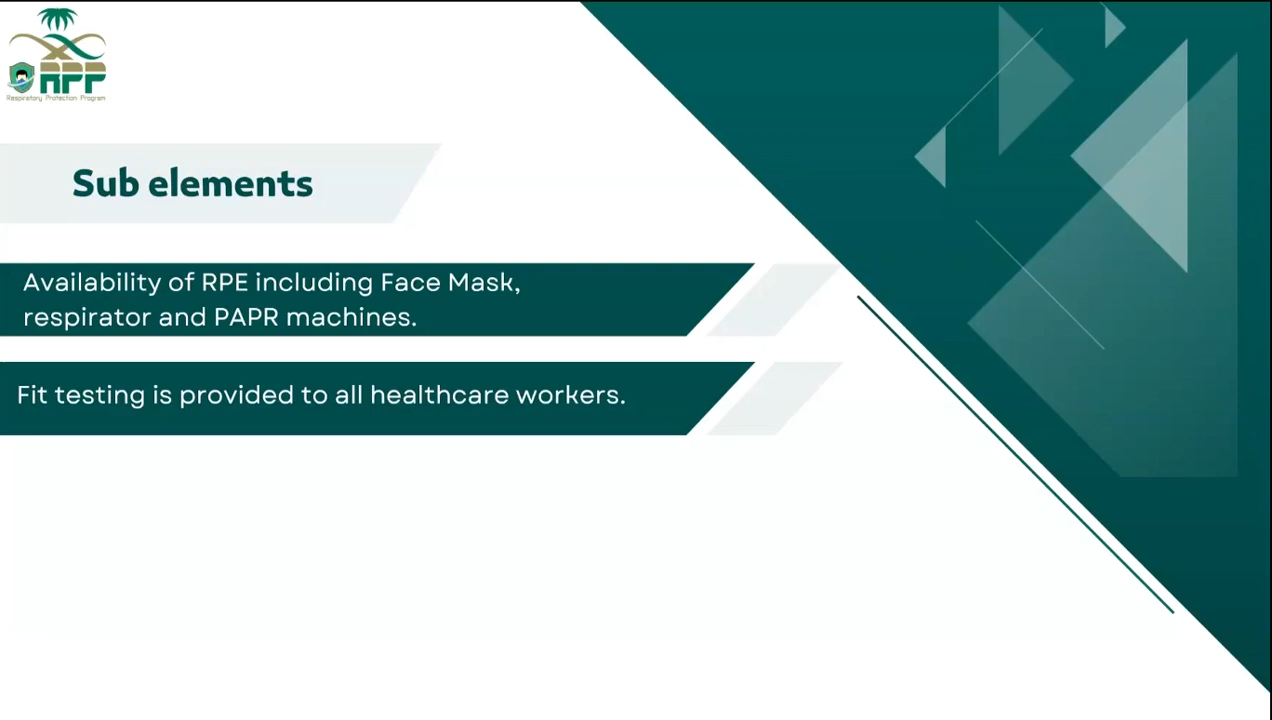 RPP
Respiratory Protection Program
Sub elements
Availability of RPE including Face Mask,
respirator and PAPR machines.
Fit testing is provided to all healthcare workers.